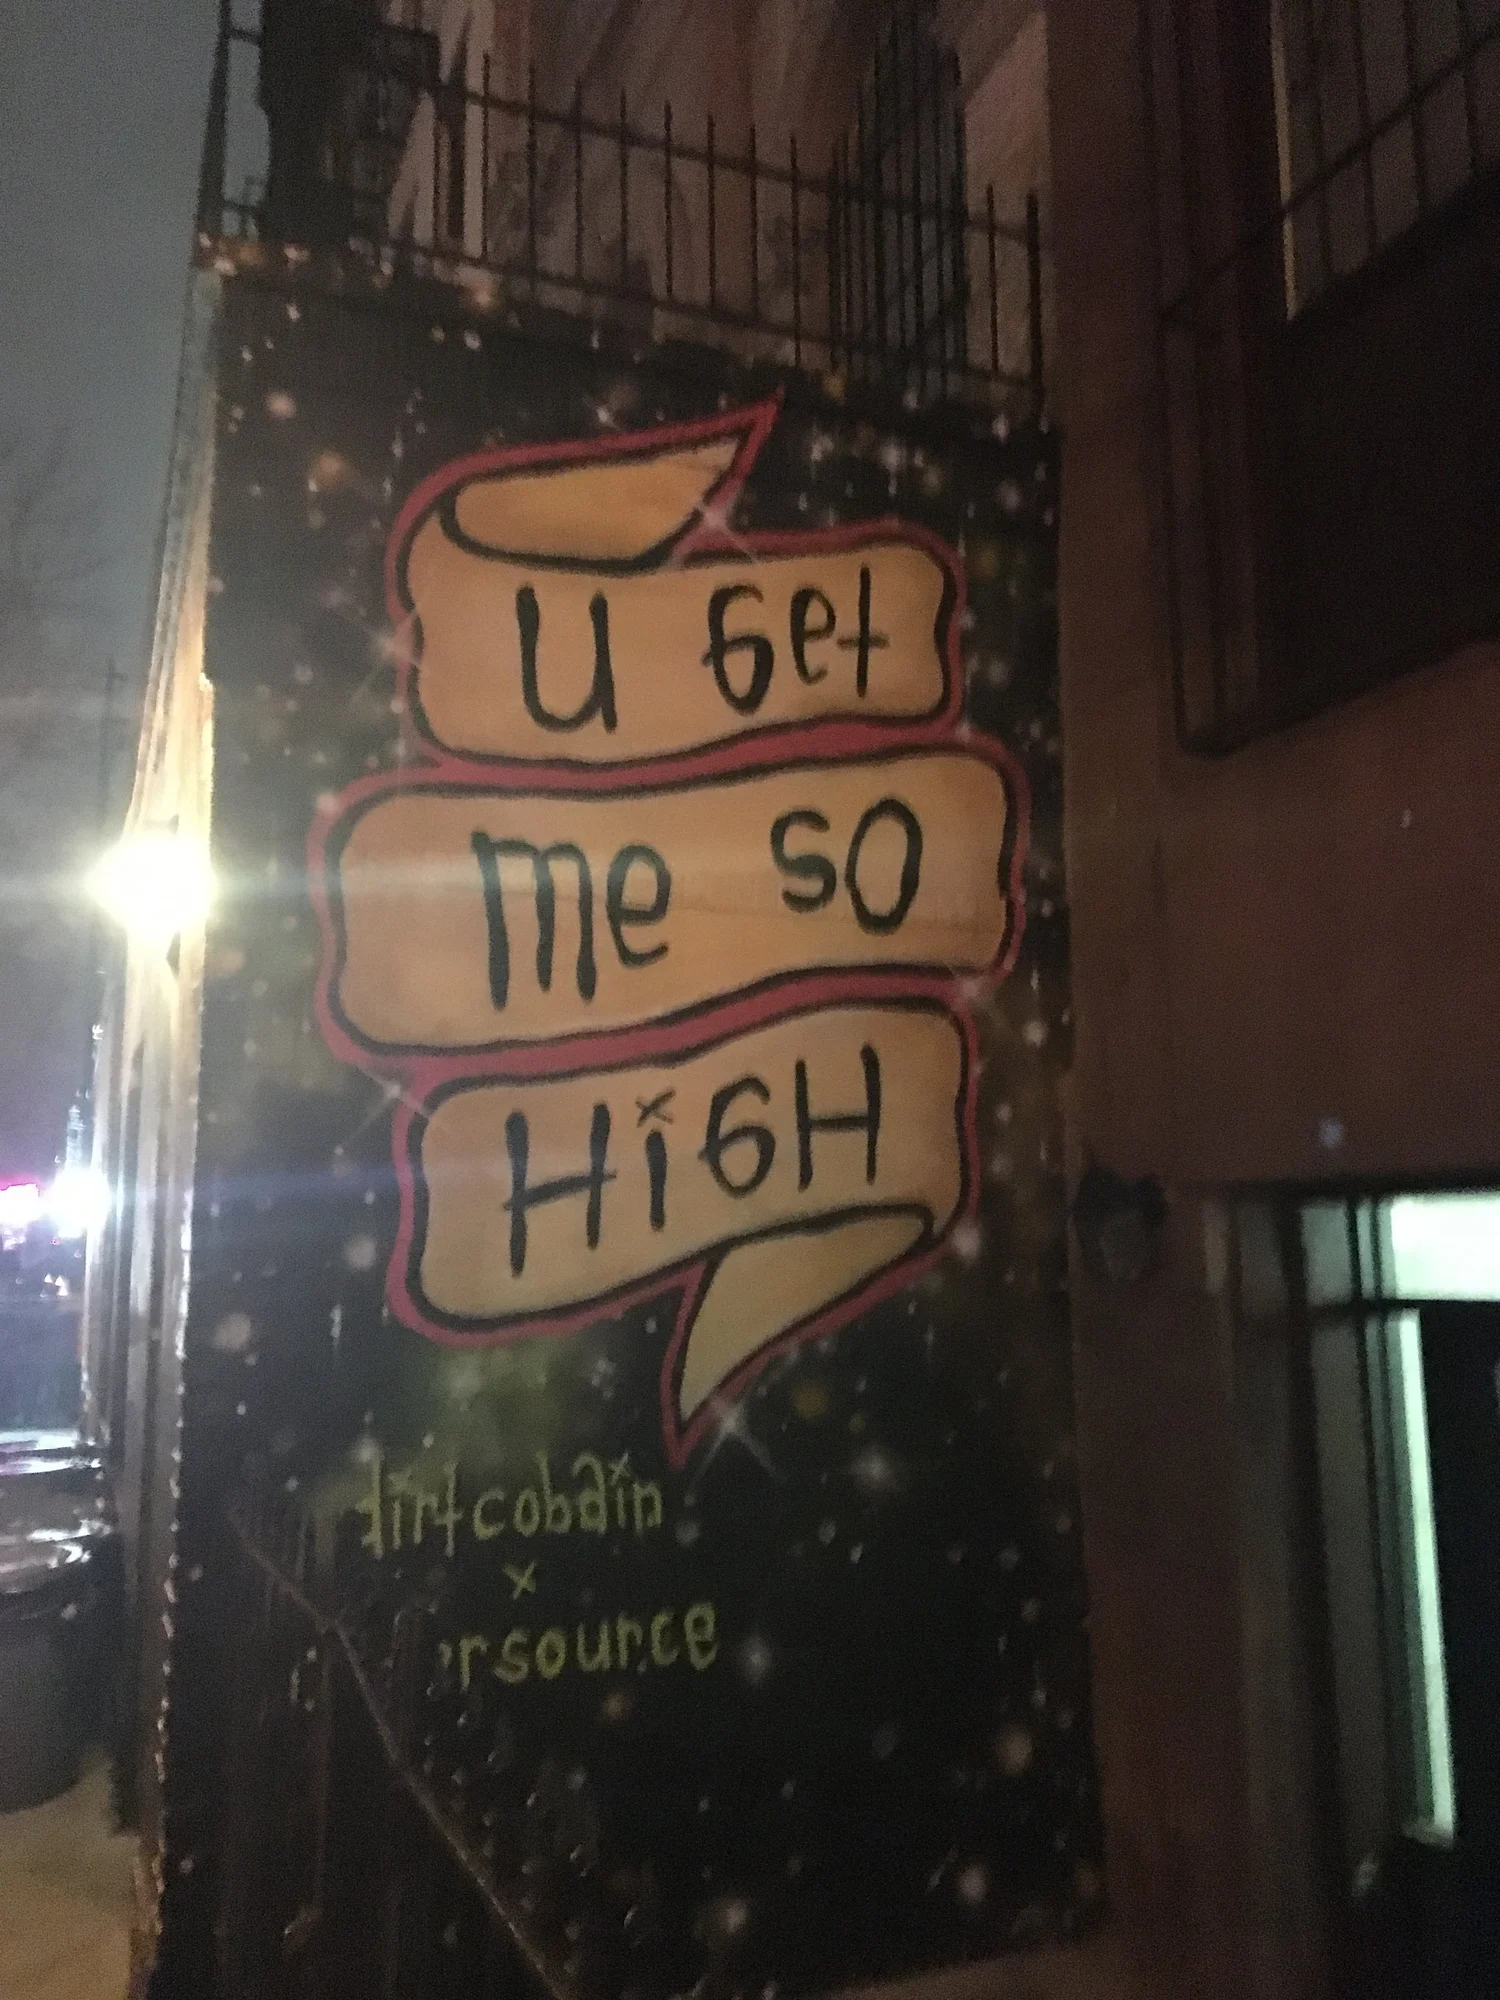 U Get
me so
HiGH
dirtcobain
x
rsource